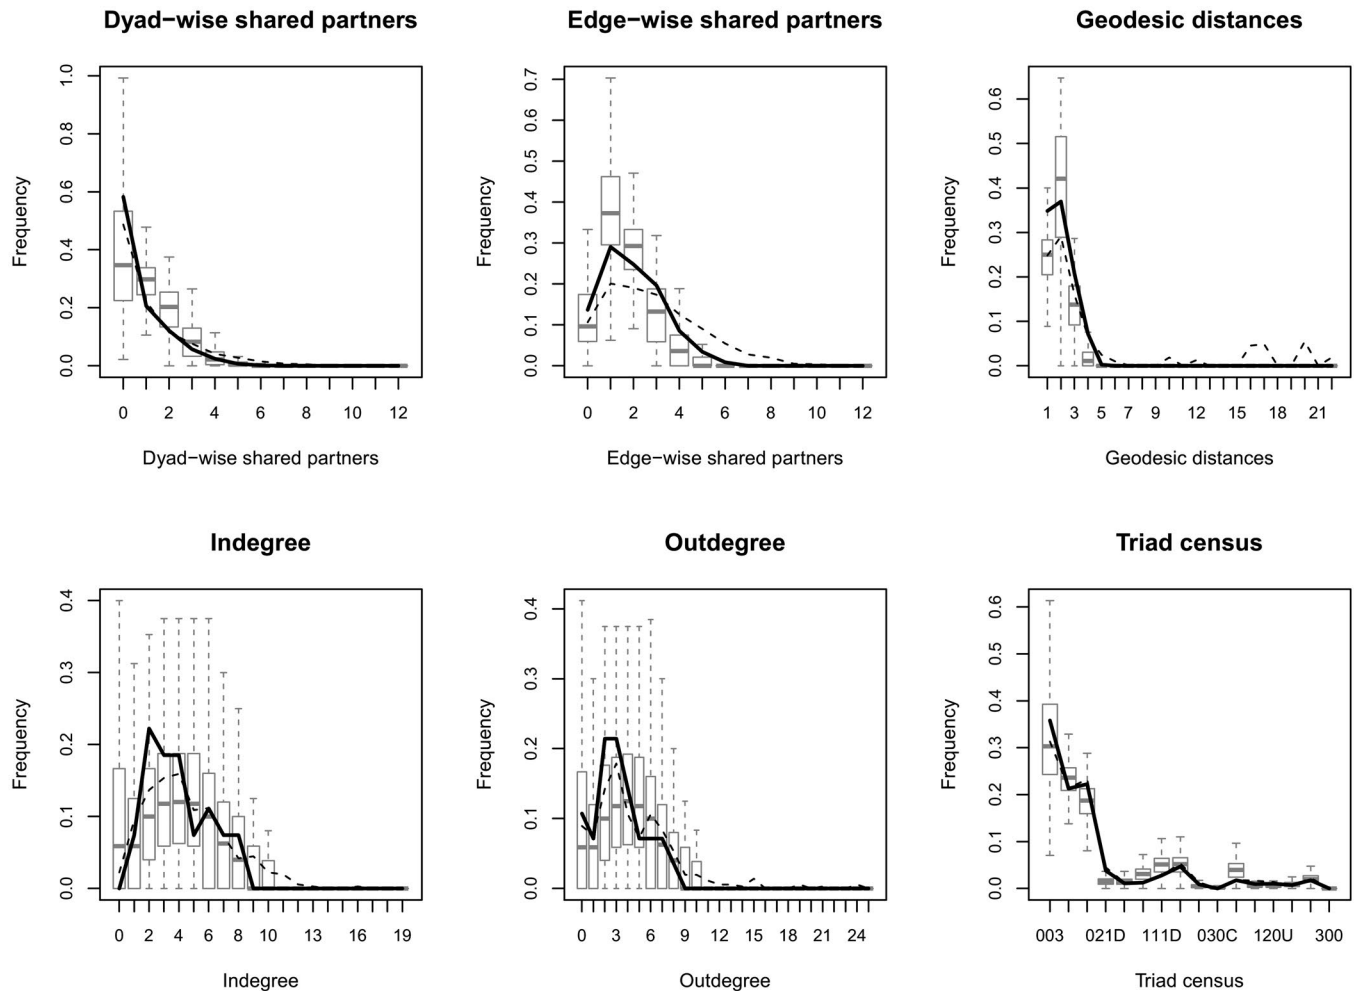 Dyad−wise shared partners
Edge−wise shared partners
Geodesic distances
Frequency
0.0 0.2 0.4 0.6 0.8 1.0
0 2 4 6 8 10 12
Dyad−wise shared partners
Frequency
0.0 0.1 0.2 0.3 0.4 0.5 0.6 0.7
0 2 4 6 8 10 12
Edge−wise shared partners
Frequency
0.0 0.1 0.2 0.3 0.4 0.5 0.6
1 3 5 7 9 12 15 18 21
Geodesic distances
Indegree
Outdegree
Triad census
Frequency
0.0 0.1 0.2 0.3 0.4
0 2 4 6 8 10 13 16 19
Indegree
Frequency
0.0 0.1 0.2 0.3 0.4
0 3 6 9 12 15 18 21 24
Outdegree
Frequency
0.0 0.1 0.2 0.3 0.4 0.5 0.6
003 021D 111D 030C 120U 300
Triad census